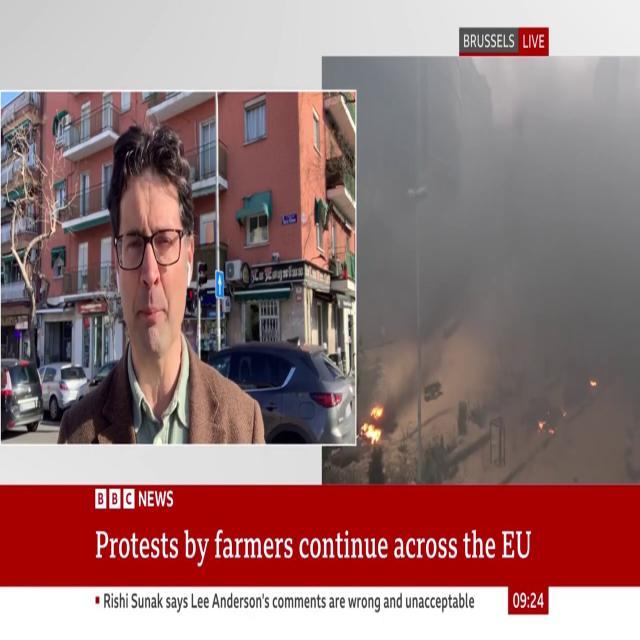 BRUSSELS LIVE
La Esquina
BBC NEWS
Protests by farmers continue across the EU
Rishi Sunak says Lee Anderson's comments are wrong and unacceptable 09:24